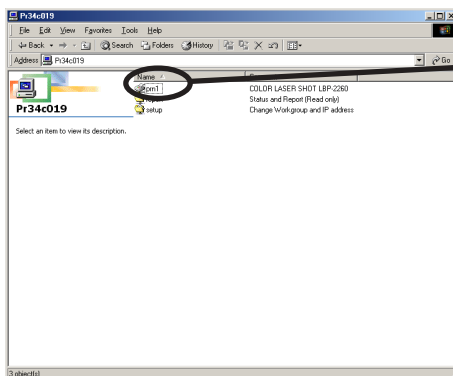 Pr34c019
File Edit View Favorites Tools Help
Back Search Folders History
Address Pr34c019 Go
Name
prn1 COLOR LASER SHOT LBP-2260
Status and Report (Read only)
setup Change Workgroup and IP address
Pr34c019
Select an item to view its description.
3 object(s)